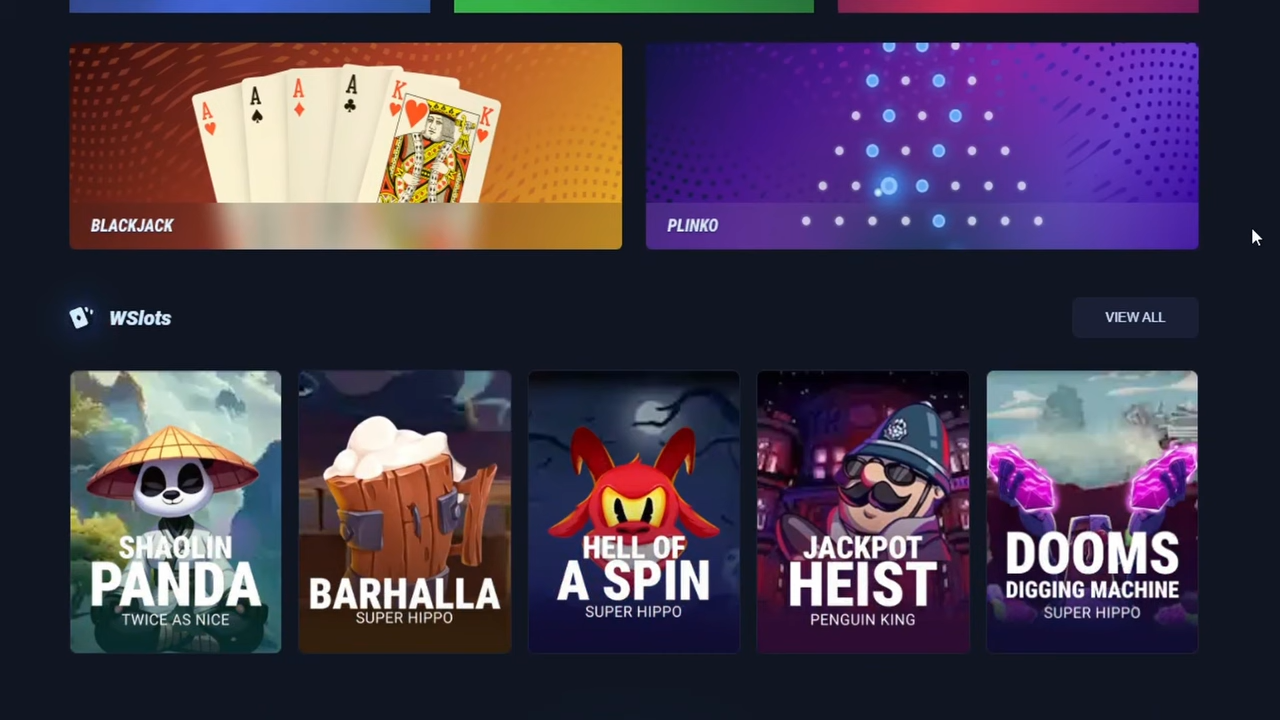 A
A
A
A
K
K
BLACKJACK
PLINKO
WSlots
VIEW ALL
SHAOLIN
PANDA
TWICE AS NICE
BARHALLA
SUPER HIPPO
HELL OF
A SPIN
SUPER HIPPO
JACKPOT
HEIST
PENGUIN KING
DOOMS
DIGGING MACHINE
SUPER HIPPO